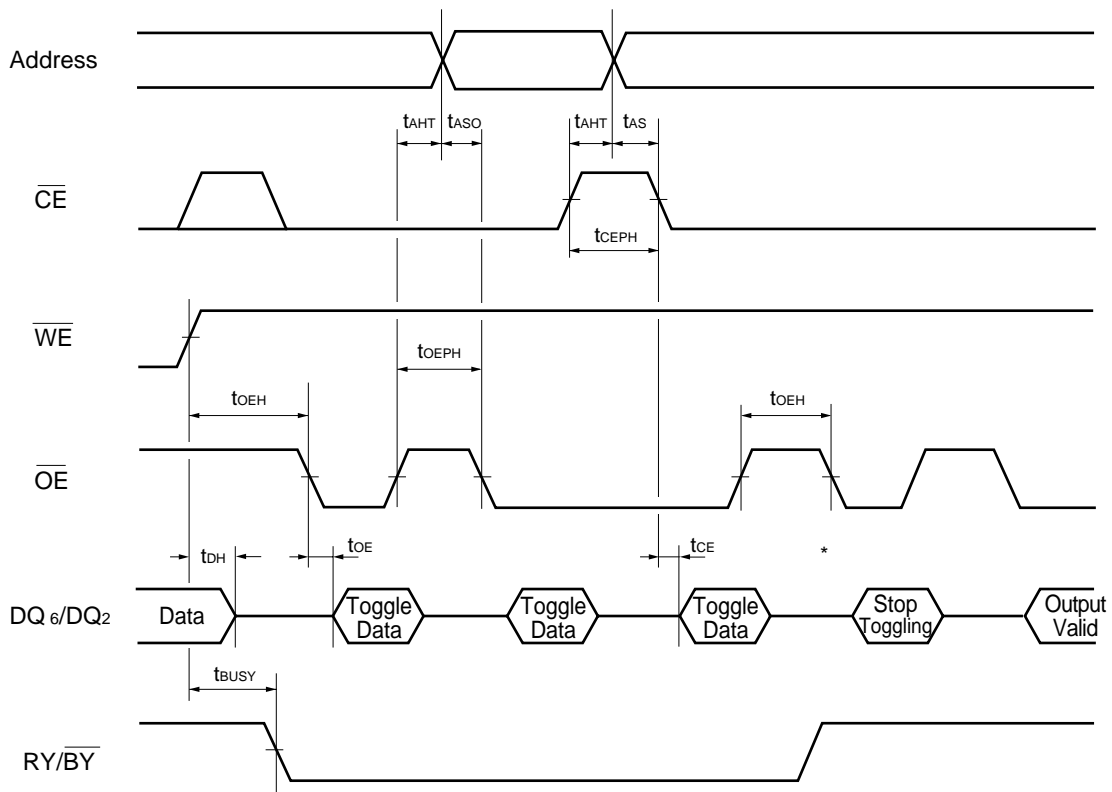 Address
tAHT tASO tAHT tAS
CE
tCEPH
WE
tOEPH
tOEH tOEH
OE
tDH tOE tCE *
DQ6/DQ2 Data Toggle Data Toggle Data Toggle Data Stop Toggling Output Valid
tBUSY
RY/BY